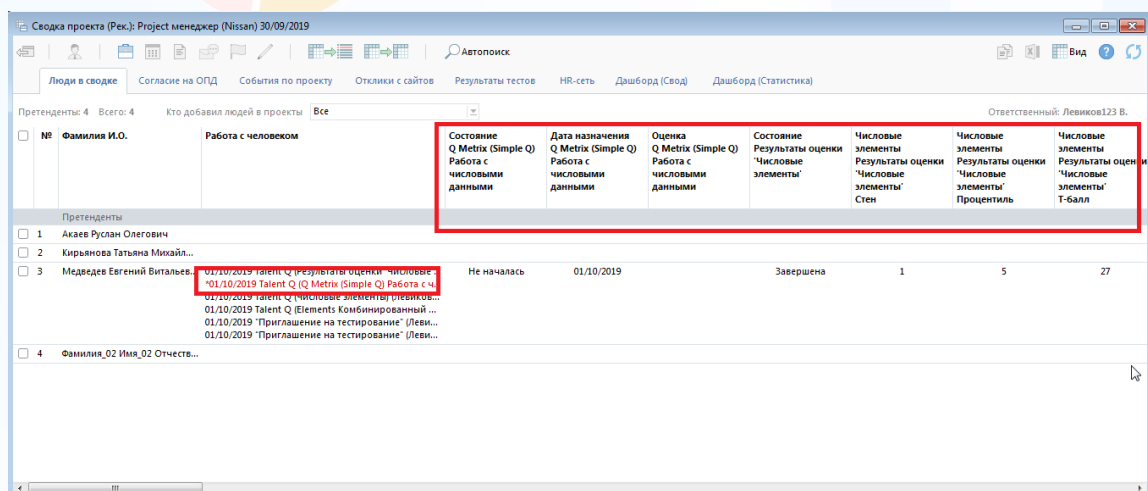 Сводка проекта (Рек.): Project менеджер (Nissan) 30/09/2019
Автопоиск
Вид
Люди в сводке Согласие на ОПД События по проекту Отклики с сайтов Результаты тестов HR-сеть Дашборд (Свод) Дашборд (Статистика)
Претенденты: 4 Всего: 4 Кто добавил людей в проекты Все Ответственный: Левиков123 В.
№ Фамилия И.О. Работа с человеком
Состояние Q Metrix (Simple Q) Работа с числовыми данными
Дата назначения Q Metrix (Simple Q) Работа с числовыми данными
Оценка Q Metrix (Simple Q) Работа с числовыми данными
Состояние Результаты оценки 'Числовые элементы'
Числовые элементы Результаты оценки 'Числовые элементы' Стен
Числовые элементы Результаты оценки 'Числовые элементы' Процентиль
Числовые элементы Результаты оценки 'Числовые элементы' Т-балл
Претенденты
1 Акаев Руслан Олегович
2 Кирьянова Татьяна Михайл...
3 Медведев Евгений Витальев... 01/10/2019 Talent Q (Результаты оценки 'Числовые ... Не началась 01/10/2019 Завершена 1 5 27
*01/10/2019 Talent Q (Q Metrix (Simple Q) Работа с ч...
01/10/2019 Talent Q (Числовые элементы) (Левиков...
01/10/2019 Talent Q (Elements Комбинированный ...
01/10/2019 "Приглашение на тестирование" (Леви...
01/10/2019 "Приглашение на тестирование" (Леви...
4 Фамилия_02 Имя_02 Отчеств...